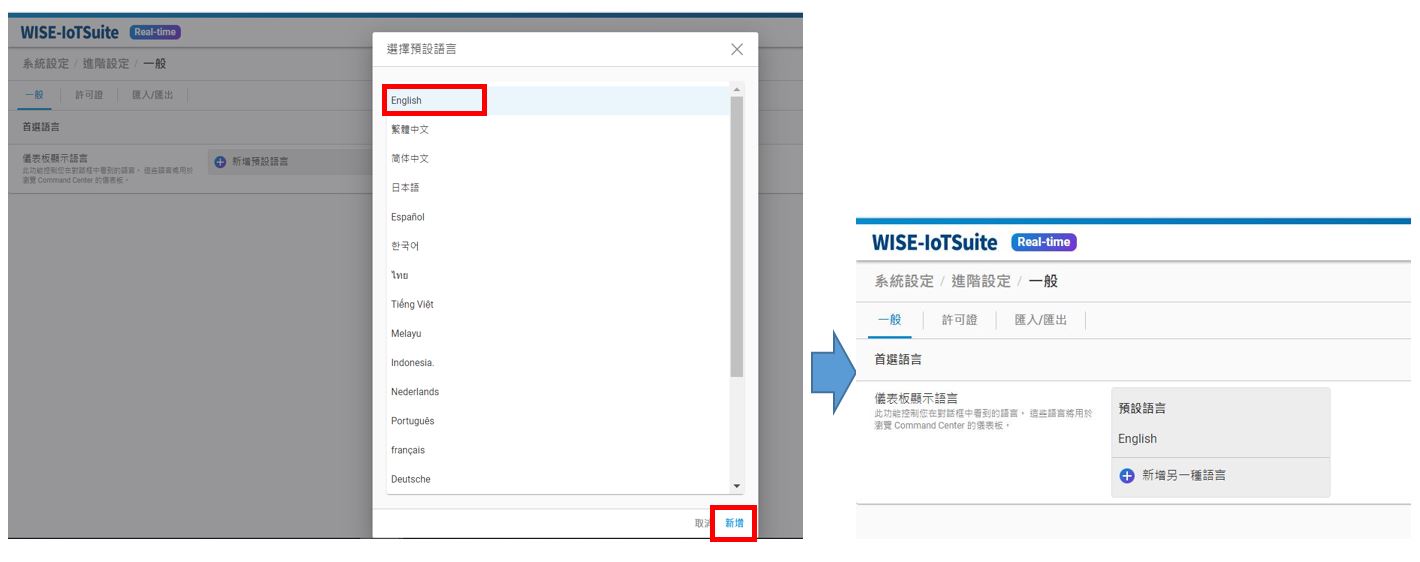 WISE-IoTSuite Real-time
系統設定 / 進階設定 / 一般
一般
許可證
匯入/匯出
首選語言
儀表板顯示語言
此功能控制您在對話框中看到的語言， 這些語言將用於
瀏覽 Command Center 的儀表板。
新增預設語言
選擇預設語言
English
繁體中文
简体中文
日本語
Español
한국어
ไทย
Tiếng Việt
Melayu
Indonesia.
Nederlands
Português
français
Deutsche
取消
新增
WISE-IoTSuite Real-time
系統設定 / 進階設定 / 一般
一般
許可證
匯入/匯出
首選語言
儀表板顯示語言
此功能控制您在對話框中看到的語言， 這些語言將用於
瀏覽 Command Center 的儀表板。
預設語言
English
新增另一種語言